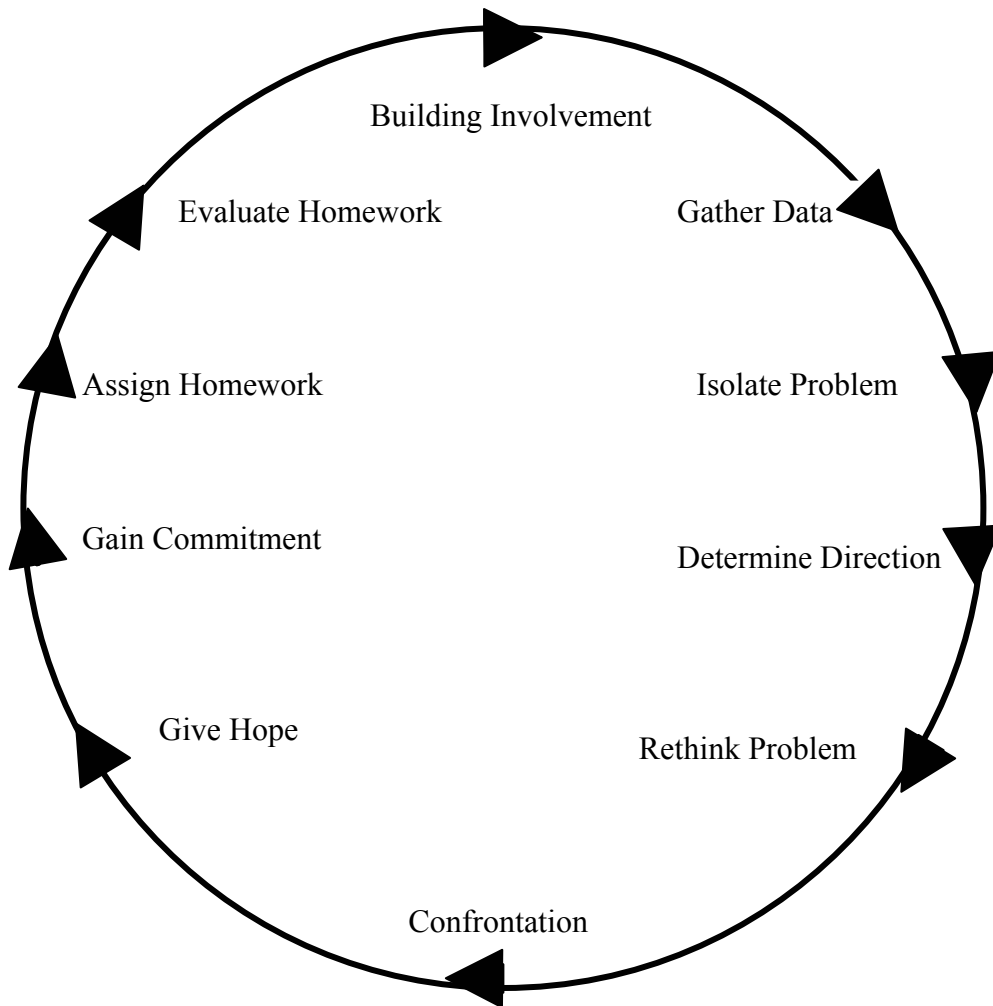 Building Involvement
Gather Data
Isolate Problem
Determine Direction
Rethink Problem
Confrontation
Give Hope
Gain Commitment
Assign Homework
Evaluate Homework